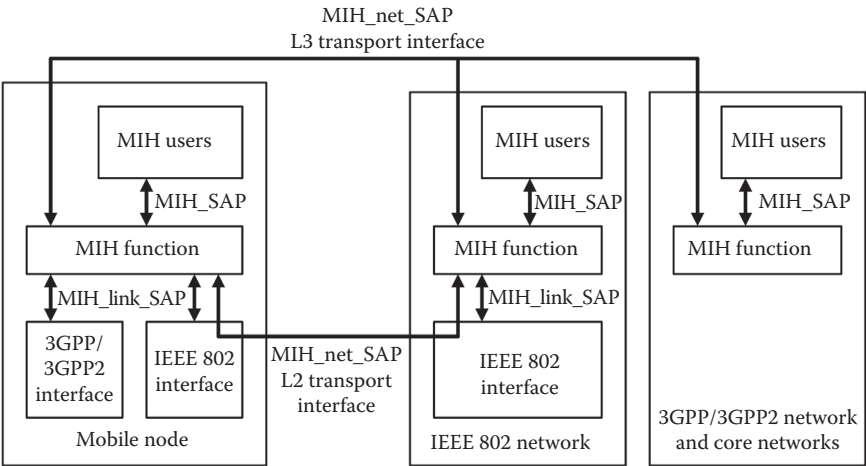 MIH_net_SAP
L3 transport interface
MIH users
MIH_SAP
MIH function
MIH_link_SAP
3GPP/
3GPP2
interface
IEEE 802
interface
Mobile node
MIH_net_SAP
L2 transport
interface
MIH users
MIH_SAP
MIH function
MIH_link_SAP
IEEE 802
interface
IEEE 802 network
MIH users
MIH_SAP
MIH function
3GPP/3GPP2 network
and core networks